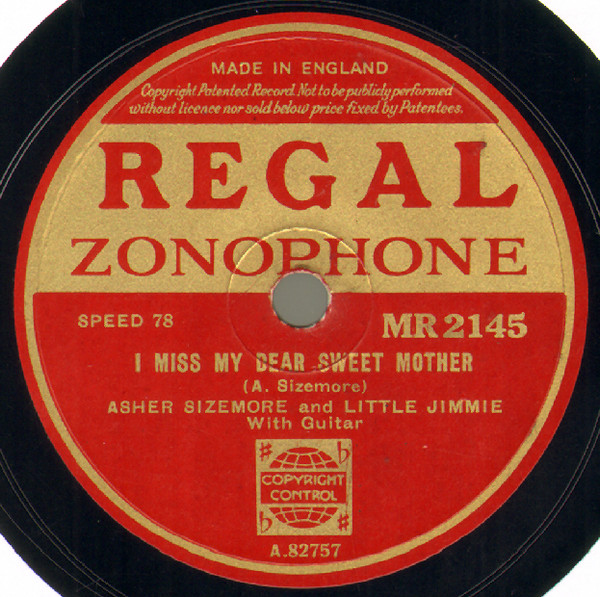 MADE IN ENGLAND
Copyright Patented Record. Not to be publicly performed
without licence nor sold below price fixed by Patentees.
REGAL
ZONOPHONE
SPEED 78
MR2145
I MISS MY DEAR SWEET MOTHER
(A. Sizemore)
ASHER SIZEMORE and LITTLE JIMMIE
With Guitar
♯ ♭
COPYRIGHT
CONTROL
♭ ♯
A.82757